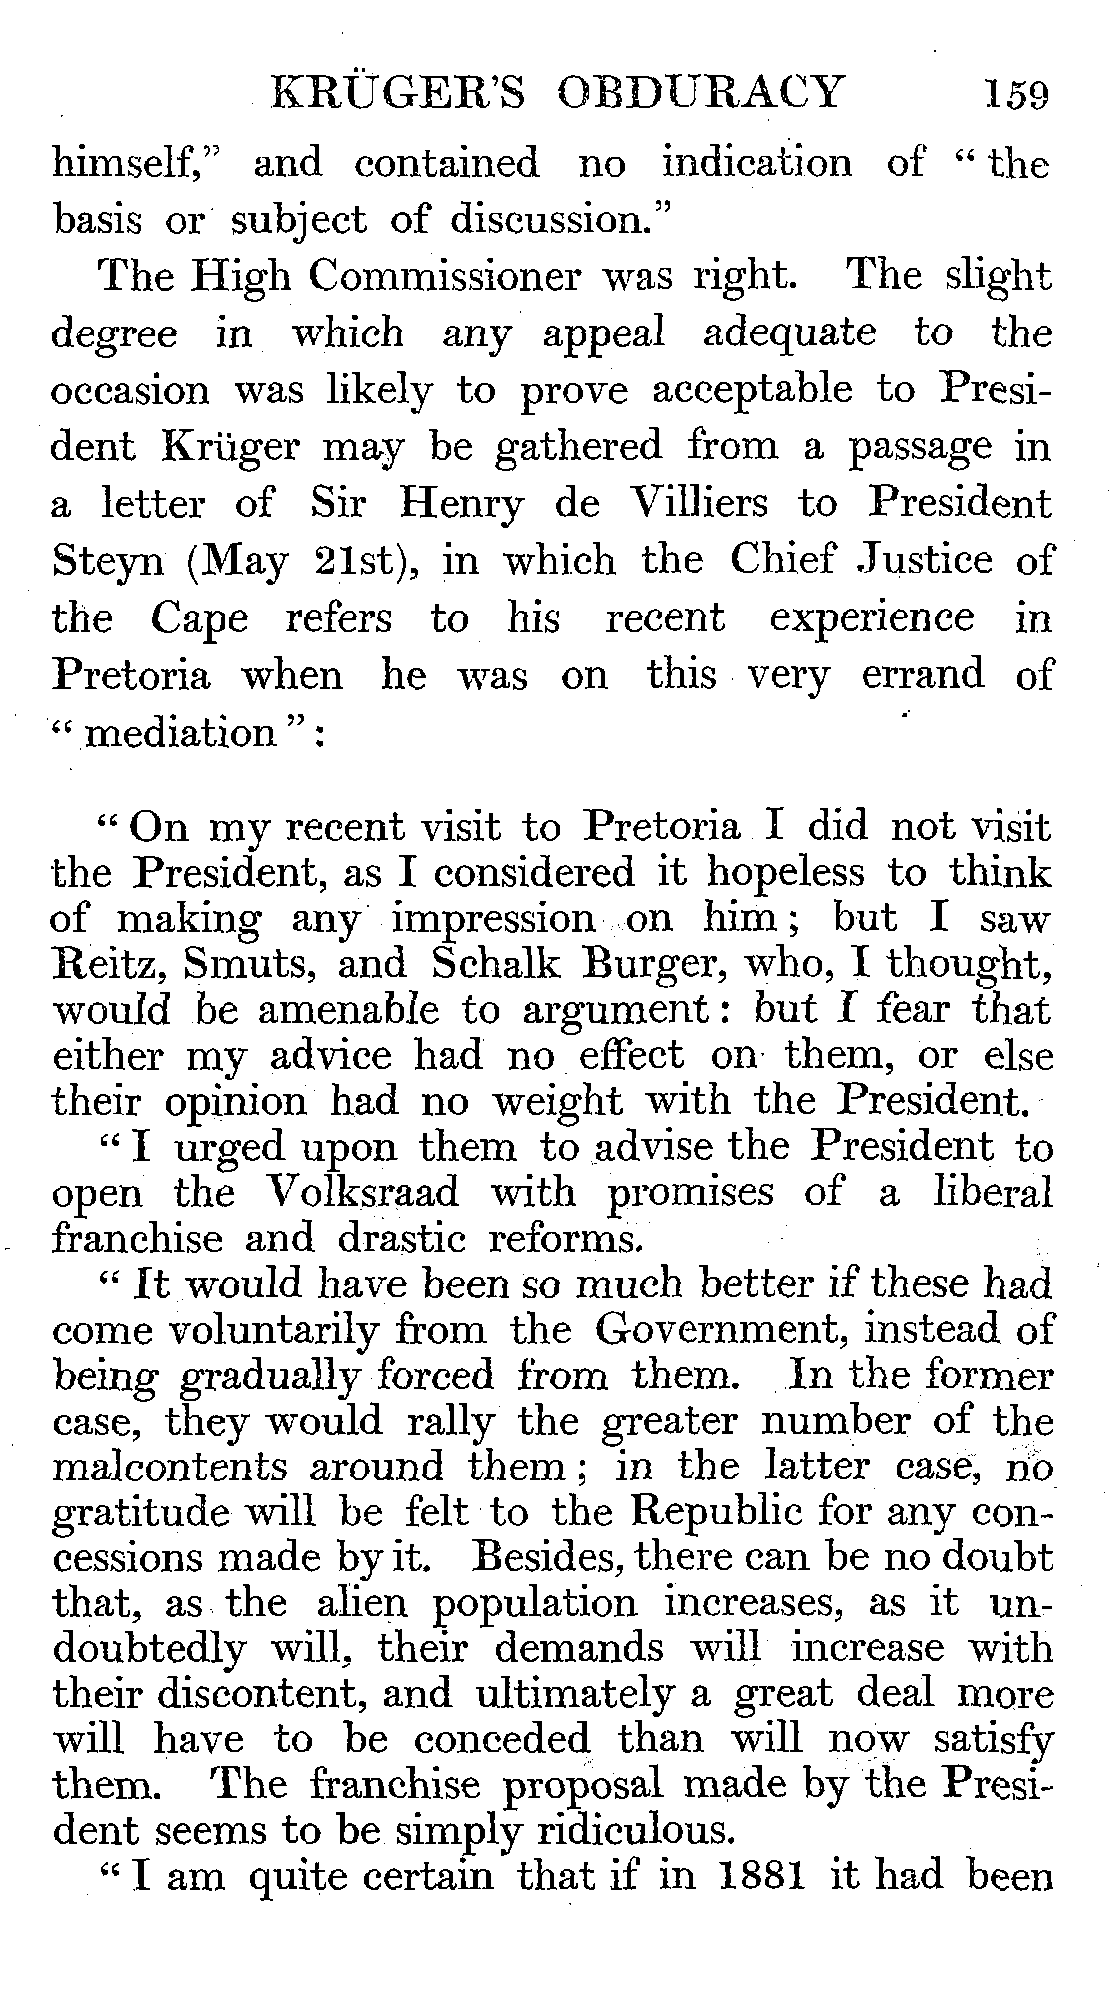 KRÜGER'S OBDURACY 159
himself,” and contained no indication of “ the
basis or subject of discussion.”
The High Commissioner was right. The slight
degree in which any appeal adequate to the
occasion was likely to prove acceptable to Presi-
dent Krüger may be gathered from a passage in
a letter of Sir Henry de Villiers to President
Steyn (May 21st), in which the Chief Justice of
the Cape refers to his recent experience in
Pretoria when he was on this very errand of
“ mediation ” :
“ On my recent visit to Pretoria I did not visit
the President, as I considered it hopeless to think
of making any impression on him ; but I saw
Reitz, Smuts, and Schalk Burger, who, I thought,
would be amenable to argument : but I fear that
either my advice had no effect on them, or else
their opinion had no weight with the President.
“ I urged upon them to advise the President to
open the Volksraad with promises of a liberal
franchise and drastic reforms.
“ It would have been so much better if these had
come voluntarily from the Government, instead of
being gradually forced from them. In the former
case, they would rally the greater number of the
malcontents around them ; in the latter case, no
gratitude will be felt to the Republic for any con-
cessions made by it. Besides, there can be no doubt
that, as the alien population increases, as it un-
doubtedly will, their demands will increase with
their discontent, and ultimately a great deal more
will have to be conceded than will now satisfy
them. The franchise proposal made by the Presi-
dent seems to be simply ridiculous.
“ I am quite certain that if in 1881 it had been